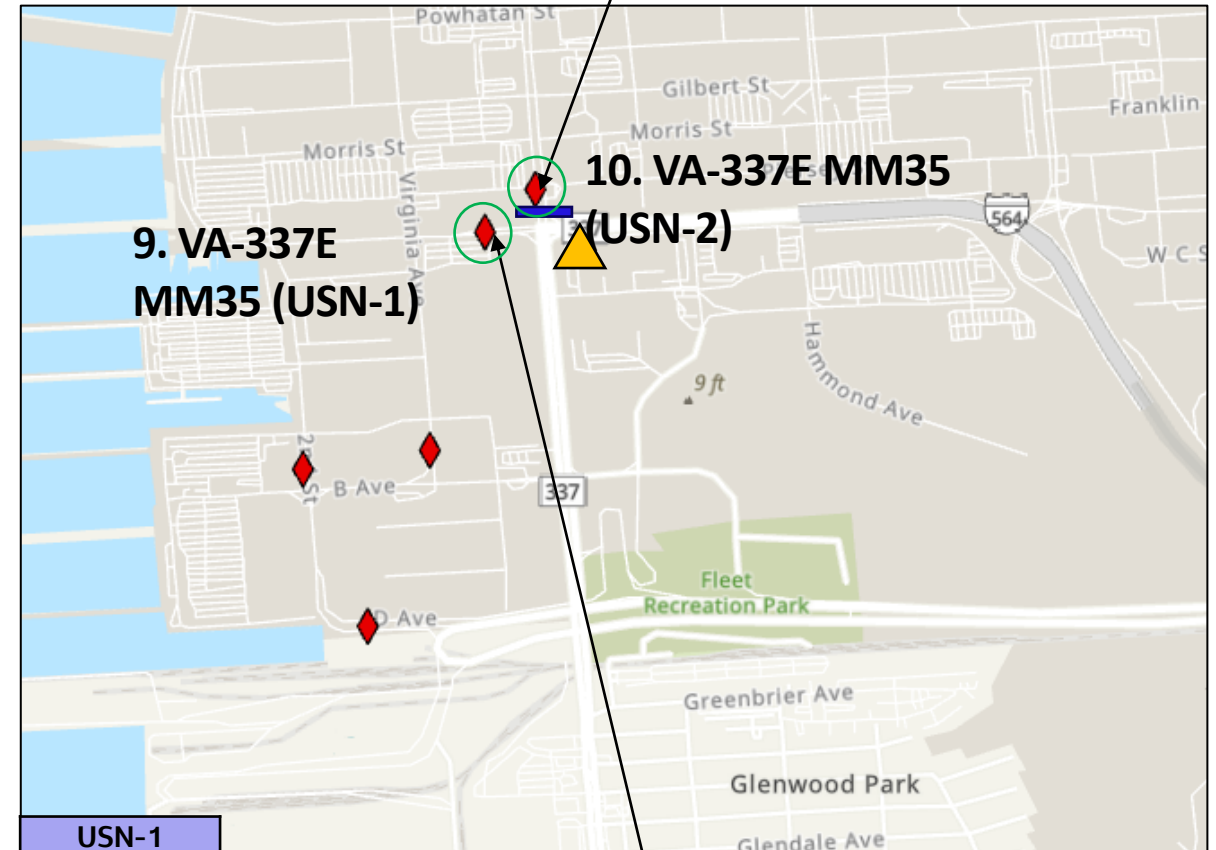 Powhatan St
Gilbert St
Franklin
Morris St
Morris St
10. VA-337E MM35
(USN-2)
Virginia Ave
564
9. VA-337E
MM35 (USN-1)
W C S
Hammond Ave
9 ft
B Ave
337
Fleet
Recreation Park
D Ave
Greenbrier Ave
Glenwood Park
USN-1
Glendale Ave